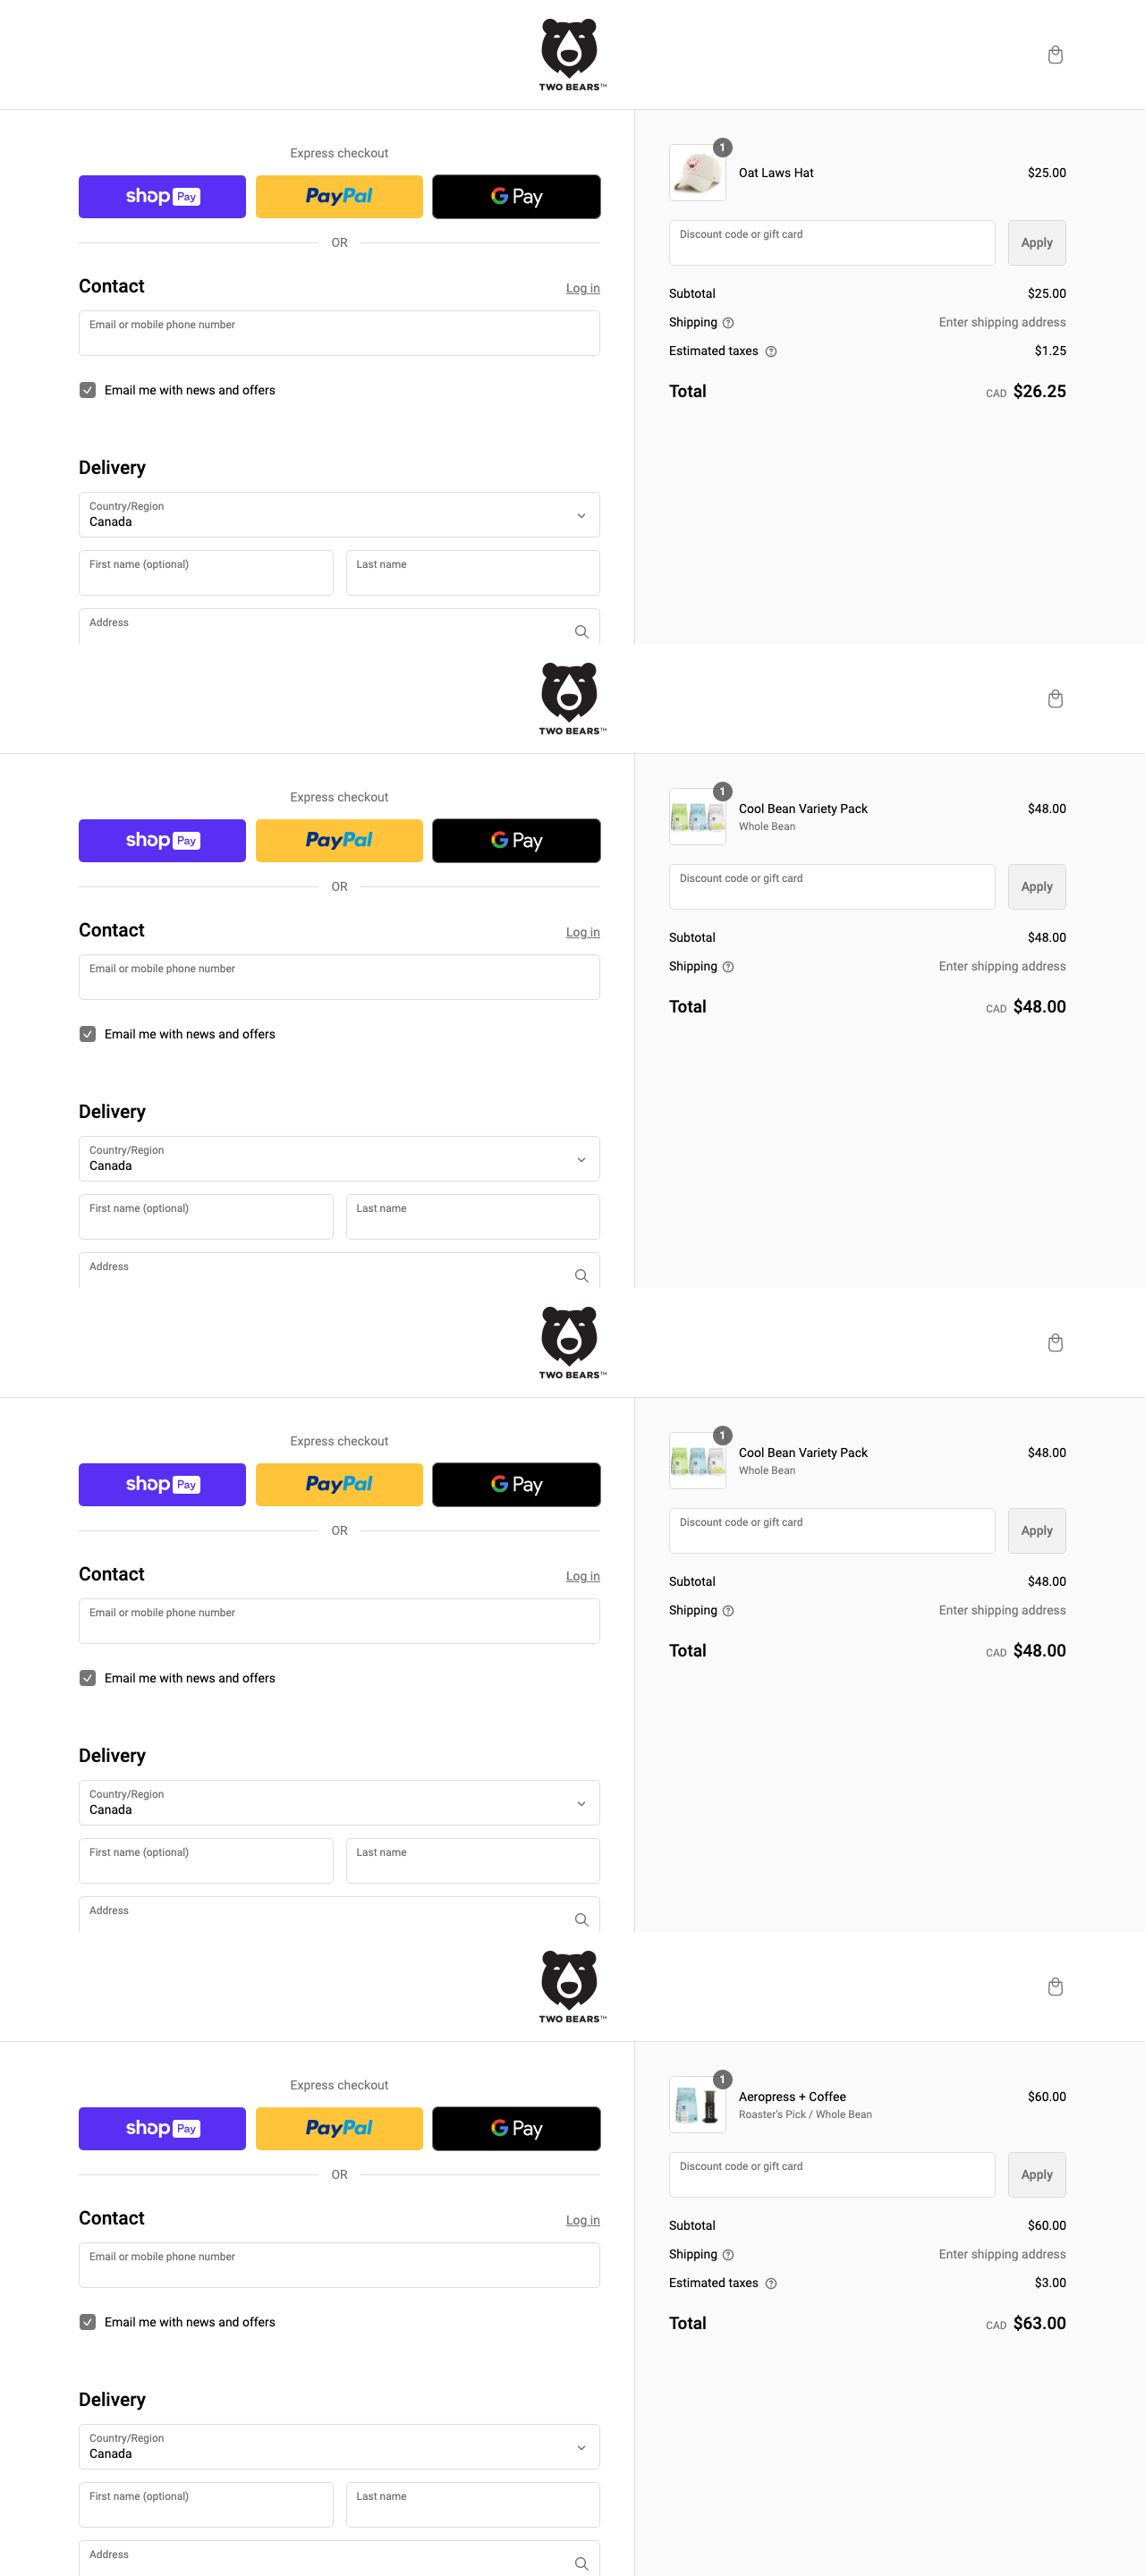 TWO BEARS™
Express checkout
shop Pay
PayPal
G Pay
OR
Contact
Log in
Email or mobile phone number
Email me with news and offers
Delivery
Country/Region
Canada
First name (optional)
Last name
Address
1
Oat Laws Hat
$25.00
Discount code or gift card
Apply
Subtotal
$25.00
Shipping
Enter shipping address
Estimated taxes
$1.25
Total
CAD $26.25
TWO BEARS™
Express checkout
shop Pay
PayPal
G Pay
OR
Contact
Log in
Email or mobile phone number
Email me with news and offers
Delivery
Country/Region
Canada
First name (optional)
Last name
Address
1
Cool Bean Variety Pack
Whole Bean
$48.00
Discount code or gift card
Apply
Subtotal
$48.00
Shipping
Enter shipping address
Total
CAD $48.00
TWO BEARS™
Express checkout
shop Pay
PayPal
G Pay
OR
Contact
Log in
Email or mobile phone number
Email me with news and offers
Delivery
Country/Region
Canada
First name (optional)
Last name
Address
1
Cool Bean Variety Pack
Whole Bean
$48.00
Discount code or gift card
Apply
Subtotal
$48.00
Shipping
Enter shipping address
Total
CAD $48.00
TWO BEARS™
Express checkout
shop Pay
PayPal
G Pay
OR
Contact
Log in
Email or mobile phone number
Email me with news and offers
Delivery
Country/Region
Canada
First name (optional)
Last name
Address
1
Aeropress + Coffee
Roaster's Pick / Whole Bean
$60.00
Discount code or gift card
Apply
Subtotal
$60.00
Shipping
Enter shipping address
Estimated taxes
$3.00
Total
CAD $63.00